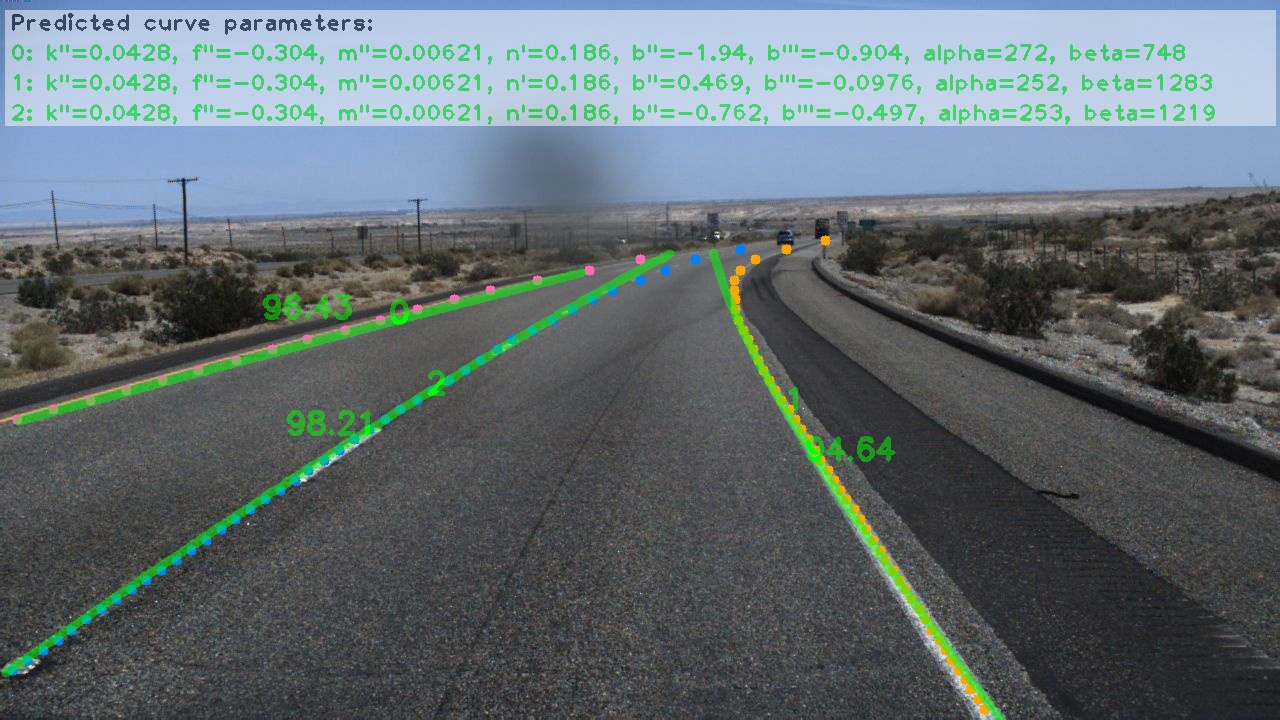 Predicted curve parameters:
0: k''=0.0428, f''=-0.304, m''=0.00621, n'=0.186, b''=-1.94, b'''=-0.904, alpha=272, beta=748
1: k''=0.0428, f''=-0.304, m''=0.00621, n'=0.186, b''=0.469, b'''=-0.0976, alpha=252, beta=1283
2: k''=0.0428, f''=-0.304, m''=0.00621, n'=0.186, b''=-0.762, b'''=-0.497, alpha=253, beta=1219
96.43
0
2
1
98.21
94.64